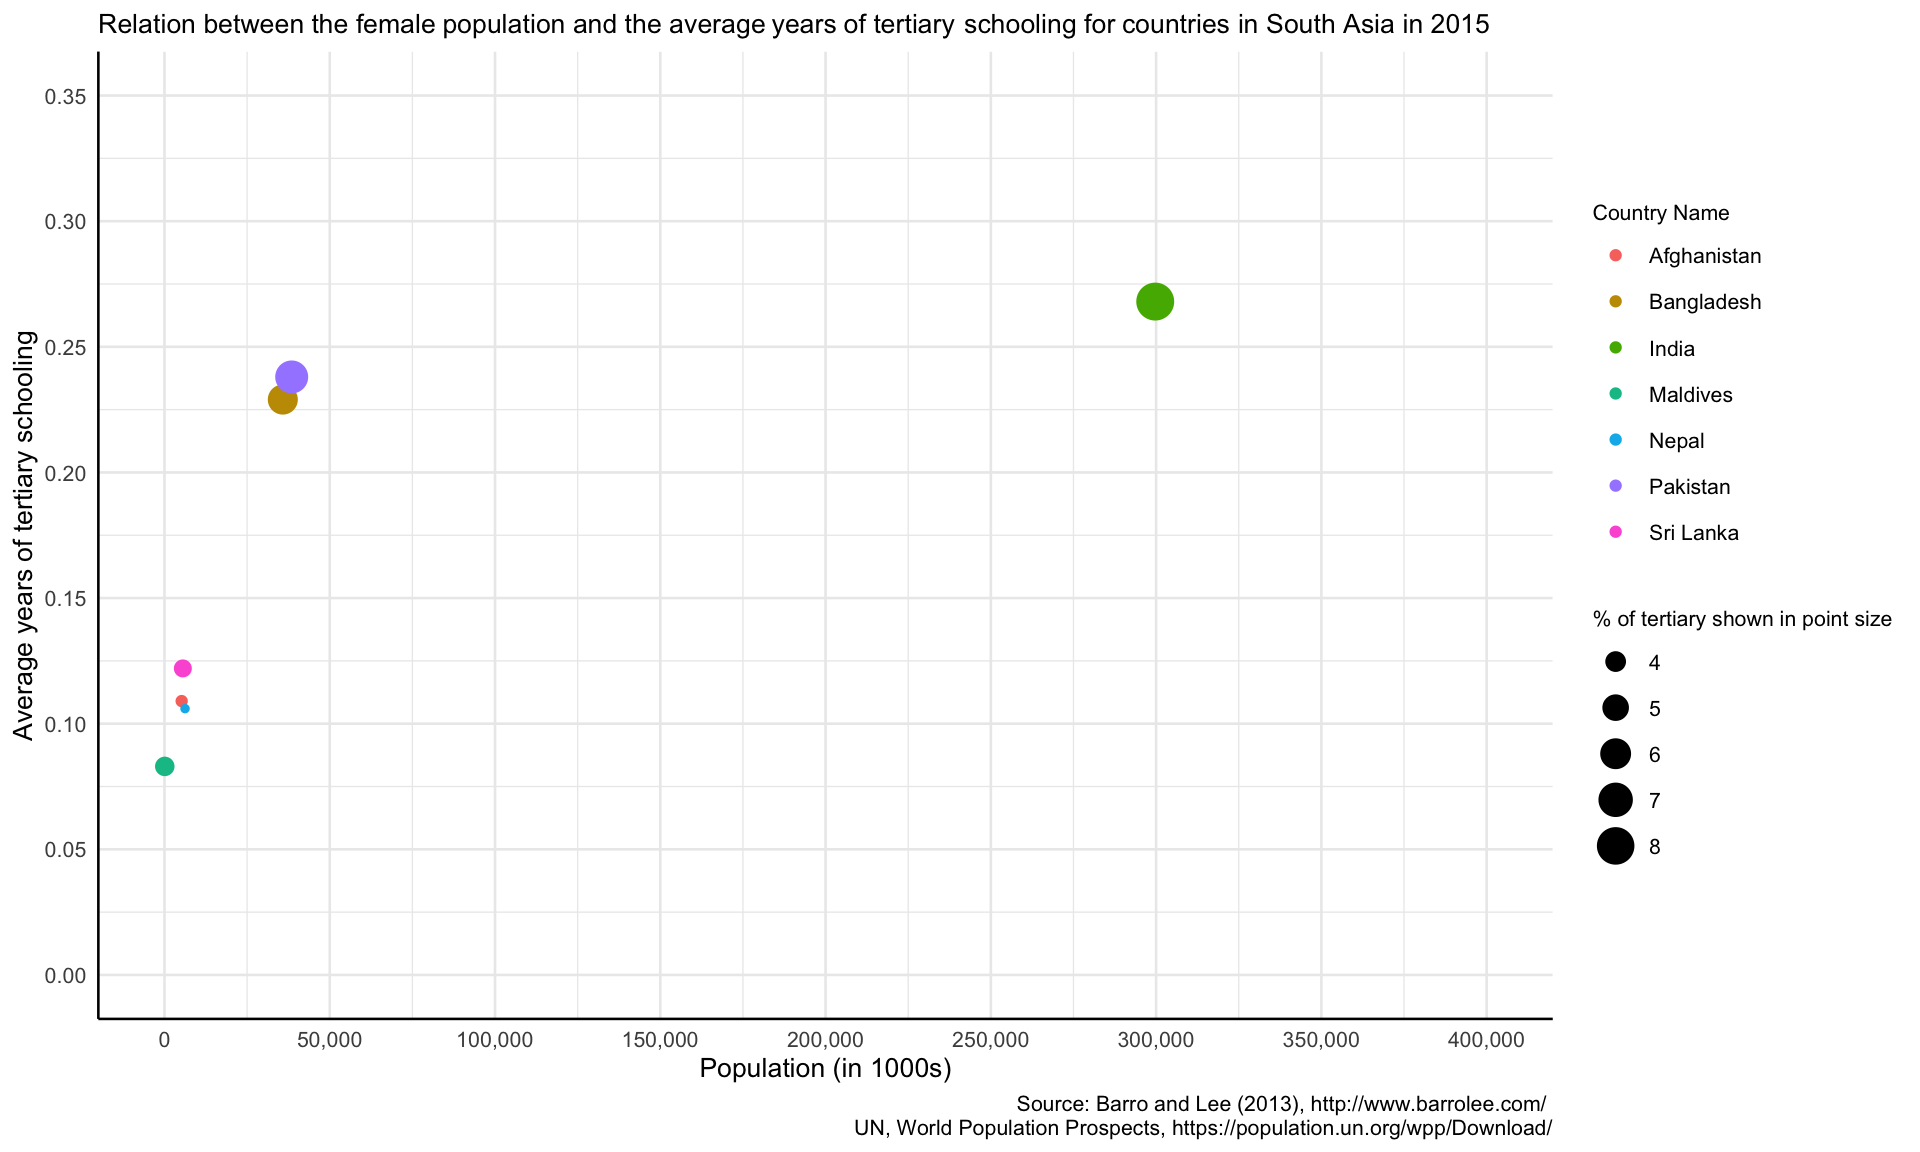 Relation between the female population and the average years of tertiary schooling for countries in South Asia in 2015
Average years of tertiary schooling
0.35
0.30
0.25
0.20
0.15
0.10
0.05
0.00
0
50,000
100,000
150,000
200,000
250,000
300,000
350,000
400,000
Population (in 1000s)
Country Name
Afghanistan
Bangladesh
India
Maldives
Nepal
Pakistan
Sri Lanka
% of tertiary shown in point size
4
5
6
7
8
Source: Barro and Lee (2013), http://www.barrolee.com/
UN, World Population Prospects, https://population.un.org/wpp/Download/